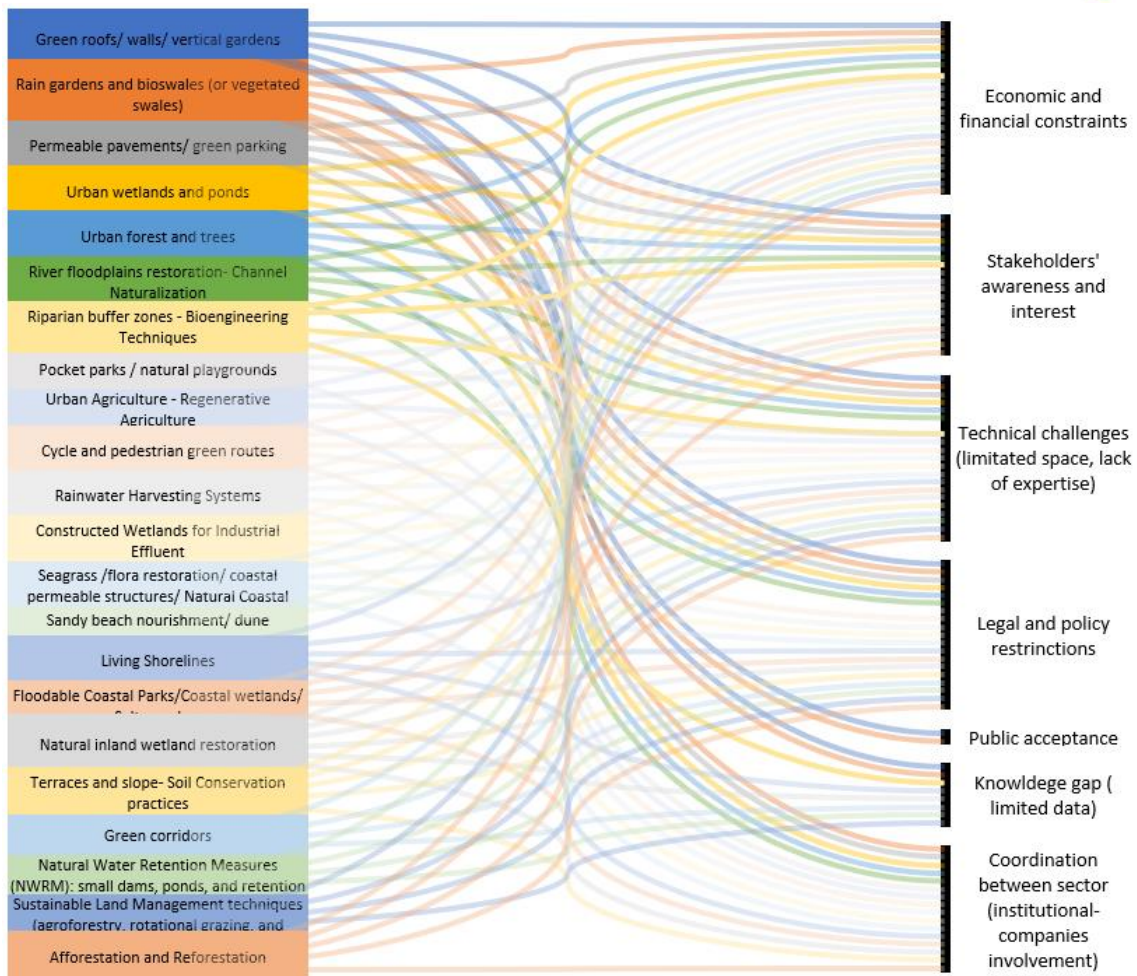 Green roofs/ walls/ vertical gardens
Rain gardens and bioswales (or vegetated
swales)
Permeable pavements/ green parking
Urban wetlands and ponds
Urban forest and trees
River floodplains restoration- Channel
Naturalization
Riparian buffer zones - Bioengineering
Techniques
Pocket parks / natural playgrounds
Urban Agriculture - Regenerative
Agriculture
Cycle and pedestrian green routes
Rainwater Harvesting Systems
Constructed Wetlands for Industrial
Effluent
Seagrass /flora restoration/ coastal
permeable structures/ Natural Coastal
Sandy beach nourishment/ dune
Living Shorelines
Floodable Coastal Parks/Coastal wetlands/
Natural inland wetland restoration
Terraces and slope- Soil Conservation
practices
Green corridors
Natural Water Retention Measures
(NWRM): small dams, ponds, and retention
Sustainable Land Management techniques
(agroforestry, rotational grazing, and
Afforestation and Reforestation
Economic and
financial constraints
Stakeholders'
awareness and
interest
Technical challenges
(limitated space, lack
of expertise)
Legal and policy
restrinctions
Public acceptance
Knowldege gap (
limited data)
Coordination
between sector
(institutional-
companies
involvement)